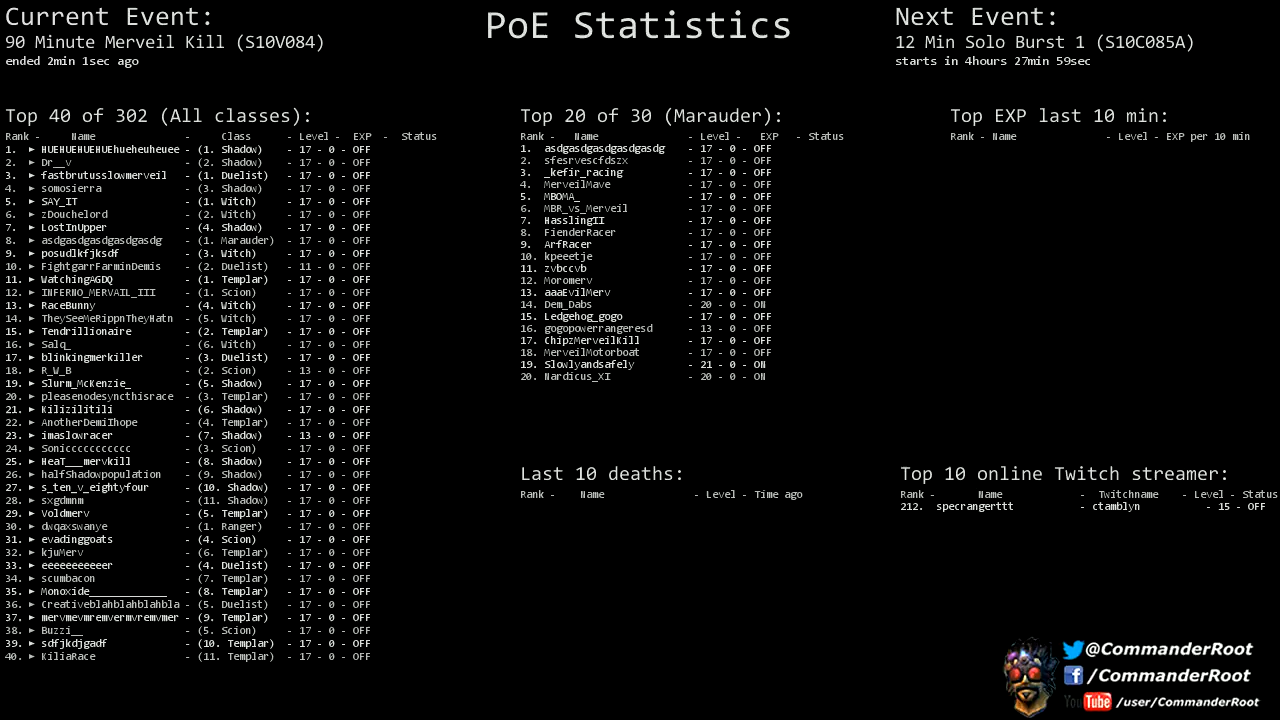 Current Event:
90 Minute Merveil Kill (S10V084)
ended 2min 1sec ago
PoE Statistics
Next Event:
12 Min Solo Burst 1 (S10C085A)
starts in 4hours 27min 59sec
Top 40 of 302 (All classes):
Rank - Name - Class - Level - EXP - Status
1. ► HUEHUEHUEHUEhueheuheuee - (1. Shadow) - 17 - 0 - OFF
2. ► Dr__v - (2. Shadow) - 17 - 0 - OFF
3. ► fastbrutusslowmerveil - (1. Duelist) - 17 - 0 - OFF
4. ► somosierra - (3. Shadow) - 17 - 0 - OFF
5. ► SAY_IT - (1. Witch) - 17 - 0 - OFF
6. ► zDouchelord - (2. Witch) - 17 - 0 - OFF
7. ► LostInUpper - (4. Shadow) - 17 - 0 - OFF
8. ► asdgasdgasdgasdgasdg - (1. Marauder) - 17 - 0 - OFF
9. ► posudlkfjksdf - (3. Witch) - 17 - 0 - OFF
10. ► FightgarrFarminDemis - (2. Duelist) - 11 - 0 - OFF
11. ► WatchingAGDQ - (1. Templar) - 17 - 0 - OFF
12. ► INFERNO_MERVAIL_III - (1. Scion) - 17 - 0 - OFF
13. ► RaceBunny - (4. Witch) - 17 - 0 - OFF
14. ► TheySeeMeRippnTheyHatn - (5. Witch) - 17 - 0 - OFF
15. ► Tendrillionaire - (2. Templar) - 17 - 0 - OFF
16. ► Salq_ - (6. Witch) - 17 - 0 - OFF
17. ► blinkingmerkiller - (3. Duelist) - 17 - 0 - OFF
18. ► R_W_B - (2. Scion) - 13 - 0 - OFF
19. ► Slurm_McKenzie_ - (5. Shadow) - 17 - 0 - OFF
20. ► pleasenodesyncthisrace - (3. Templar) - 17 - 0 - OFF
21. ► Kilizilitili - (6. Shadow) - 17 - 0 - OFF
22. ► AnotherDemiIhope - (4. Templar) - 17 - 0 - OFF
23. ► imaslowracer - (7. Shadow) - 13 - 0 - OFF
24. ► Soniccccccccccc - (3. Scion) - 17 - 0 - OFF
25. ► HeaT___mervkill - (8. Shadow) - 17 - 0 - OFF
26. ► halfShadowpopulation - (9. Shadow) - 17 - 0 - OFF
27. ► s_ten_v_eightyfour - (10. Shadow) - 17 - 0 - OFF
28. ► sxgdmnm - (11. Shadow) - 17 - 0 - OFF
29. ► Voldmerv - (5. Templar) - 17 - 0 - OFF
30. ► dwqaxswanye - (1. Ranger) - 17 - 0 - OFF
31. ► evadinggoats - (4. Scion) - 17 - 0 - OFF
32. ► kjuMerv - (6. Templar) - 17 - 0 - OFF
33. ► eeeeeeeeeeer - (4. Duelist) - 17 - 0 - OFF
34. ► scumbacon - (7. Templar) - 17 - 0 - OFF
35. ► Monoxide_____________ - (8. Templar) - 17 - 0 - OFF
36. ► Creativeblahblahblahbla - (5. Duelist) - 17 - 0 - OFF
37. ► mervmevmremvermvremvmer - (9. Templar) - 17 - 0 - OFF
38. ► Buzzi__ - (5. Scion) - 17 - 0 - OFF
39. ► sdfjkdjgadf - (10. Templar) - 17 - 0 - OFF
40. ► KiliaRace - (11. Templar) - 17 - 0 - OFF
Top 20 of 30 (Marauder):
Rank - Name - Level - EXP - Status
1. asdgasdgasdgasdgasdg - 17 - 0 - OFF
2. sfesrvescfdszx - 17 - 0 - OFF
3. _kefir_racing - 17 - 0 - OFF
4. MerveilMave - 17 - 0 - OFF
5. MBOMA_ - 17 - 0 - OFF
6. MBR_vs_Merveil - 17 - 0 - OFF
7. HasslingII - 17 - 0 - OFF
8. FienderRacer - 17 - 0 - OFF
9. ArfRacer - 17 - 0 - OFF
10. kpeeetje - 17 - 0 - OFF
11. zvbccvb - 17 - 0 - OFF
12. Moromerv - 17 - 0 - OFF
13. aaaEvilMerv - 17 - 0 - OFF
14. Dem_Dabs - 20 - 0 - ON
15. Ledgehog_gogo - 17 - 0 - OFF
16. gogopowerrangeresd - 13 - 0 - OFF
17. ChipzMerveilKill - 17 - 0 - OFF
18. MerveilMotorboat - 17 - 0 - OFF
19. Slowlyandsafely - 21 - 0 - ON
20. Nardicus_XI - 20 - 0 - ON
Top EXP last 10 min:
Rank - Name - Level - EXP per 10 min
Last 10 deaths:
Rank - Name - Level - Time ago
Top 10 online Twitch streamer:
Rank - Name - Twitchname - Level - Status
212. specrangerttt - ctamblyn - 15 - OFF
@CommanderRoot
f /CommanderRoot
You Tube /user/CommanderRoot